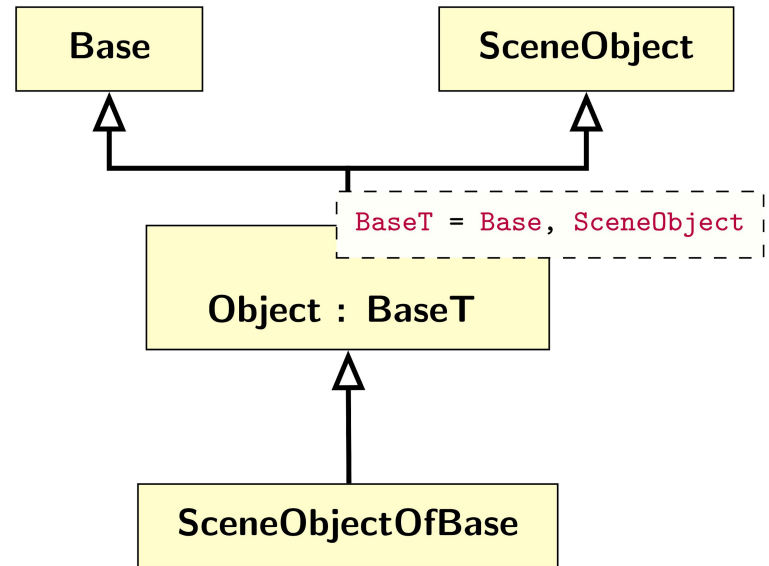 Base
SceneObject
BaseT = Base, SceneObject
Object : BaseT
SceneObjectOfBase